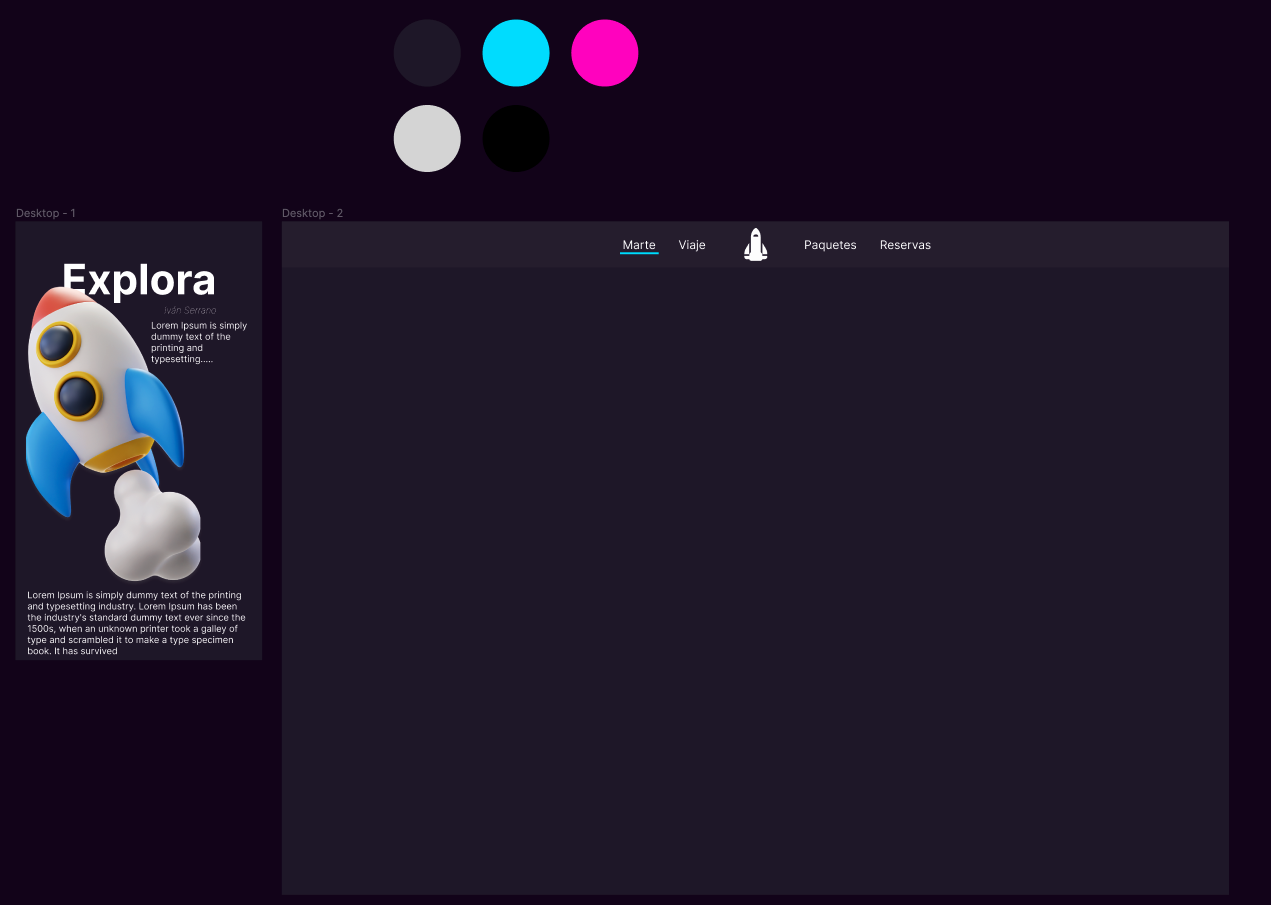 Desktop - 1
Explora
Iván Serrano
Lorem Ipsum is simply
dummy text of the
printing and
typesetting.....
Lorem Ipsum is simply dummy text of the printing
and typesetting industry. Lorem Ipsum has been
the industry's standard dummy text ever since the
1500s, when an unknown printer took a galley of
type and scrambled it to make a type specimen
book. It has survived
Desktop - 2
Marte Viaje Paquetes Reservas